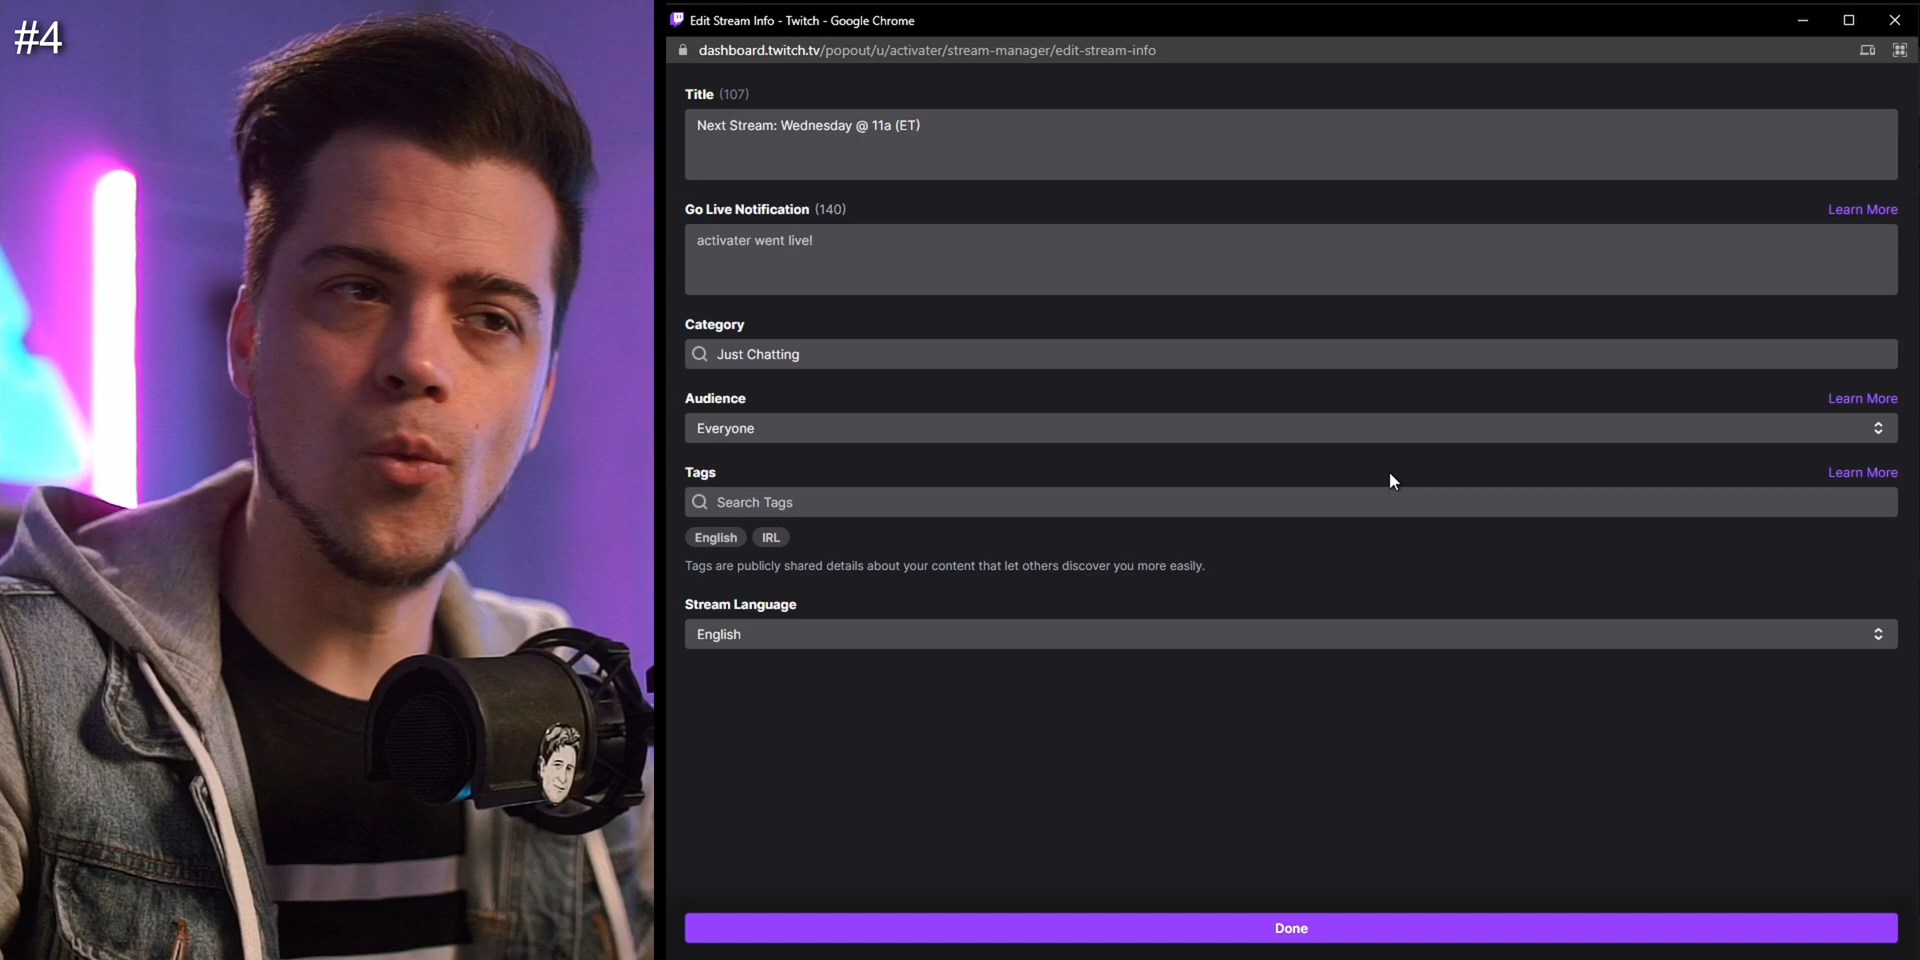 #4
Edit Stream Info - Twitch - Google Chrome
dashboard.twitch.tv/popout/u/activater/stream-manager/edit-stream-info
Title (107)
Next Stream: Wednesday @ 11a (ET)
Go Live Notification (140)
Learn More
activater went live!
Category
Just Chatting
Audience
Learn More
Everyone
Tags
Learn More
Search Tags
English IRL
Tags are publicly shared details about your content that let others discover you more easily.
Stream Language
English
Done